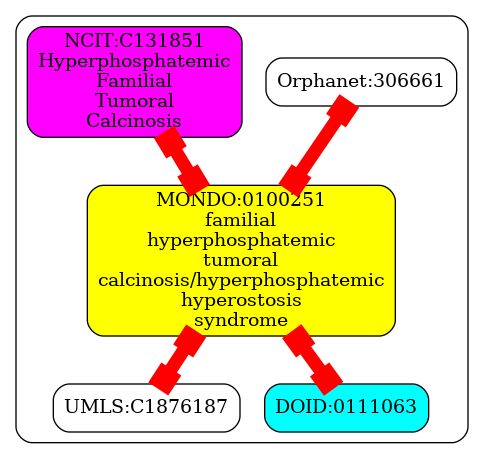 NCIT:C131851
Hyperphosphatemic
Familial
Tumoral
Calcinosis
Orphanet:306661
MONDO:0100251
familial
hyperphosphatemic
tumoral
calcinosis/hyperphosphatemic
hyperostosis
syndrome
UMLS:C1876187
DOID:0111063